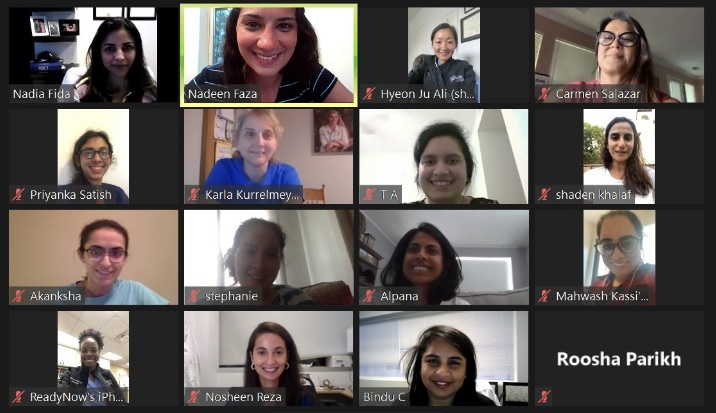 Nadia Fida
Nadeen Faza
Hyeon Ju Ali (sh...
Carmen Salazar
Priyanka Satish
Karla Kurrelmey...
T A
shaden khalaf
Akanksha
stephanie
Alpana
Mahwash Kassi'...
ReadyNow's iPh...
Nosheen Reza
Bindu C
Roosha Parikh